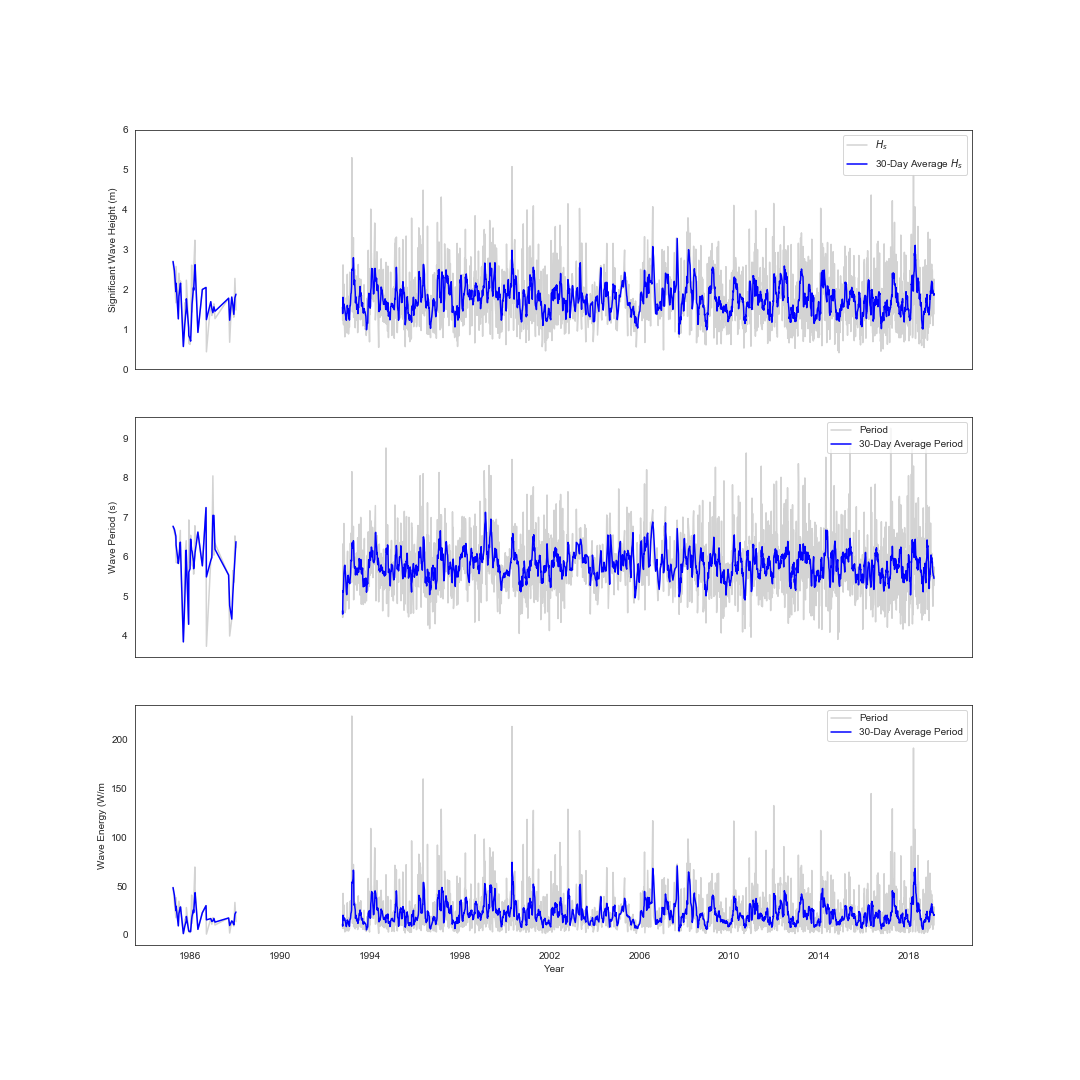 6
5
4
3
2
1
0
Significant Wave Height (m)
Hs
30-Day Average Hs
9
8
7
6
5
4
Wave Period (s)
Period
30-Day Average Period
200
150
100
50
0
Wave Energy (W/m
Period
30-Day Average Period
1986 1990 1994 1998 2002 2006 2010 2014 2018
Year